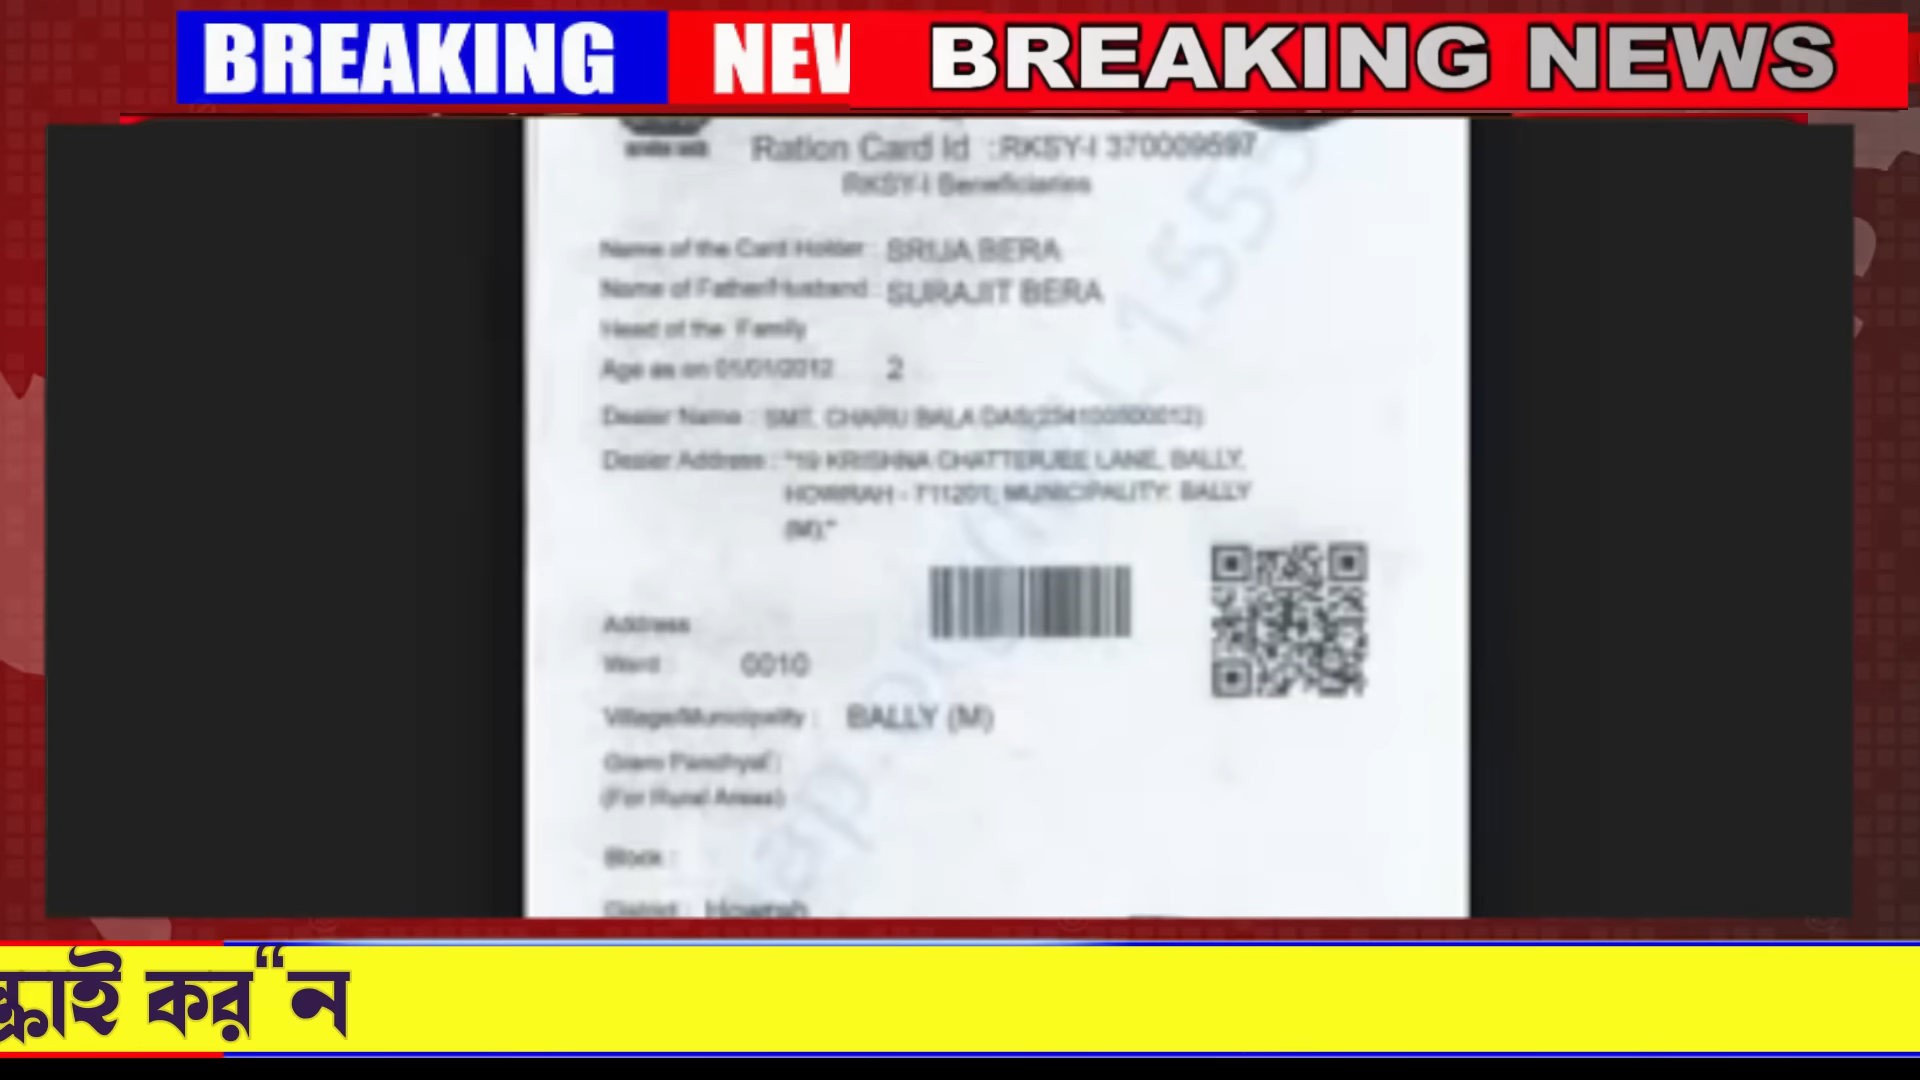 BREAKING NEW
BREAKING NEWS
Ration Card Id :RKSY-I 370009597
RKSY-I Beneficiaries
Name of the Card Holder : SRIJA BERA
Name of Father/Husband : SURAJIT BERA
Head of the Family
Age as on 01/01/2012 2
Dealer Name : SMT. CHARU BALA DAS
Dealer Address : "19 KRISHNA CHATTERJEE LANE, BALLY,
HOWRAH - 711201, MUNICIPALITY: BALLY
(M),"
Address
Ward : 0010
Village/Municipality : BALLY (M)
Gram Panchyat :
(For Rural Areas)
Block :
District : Howrah
স্ক্রাই কর“ন